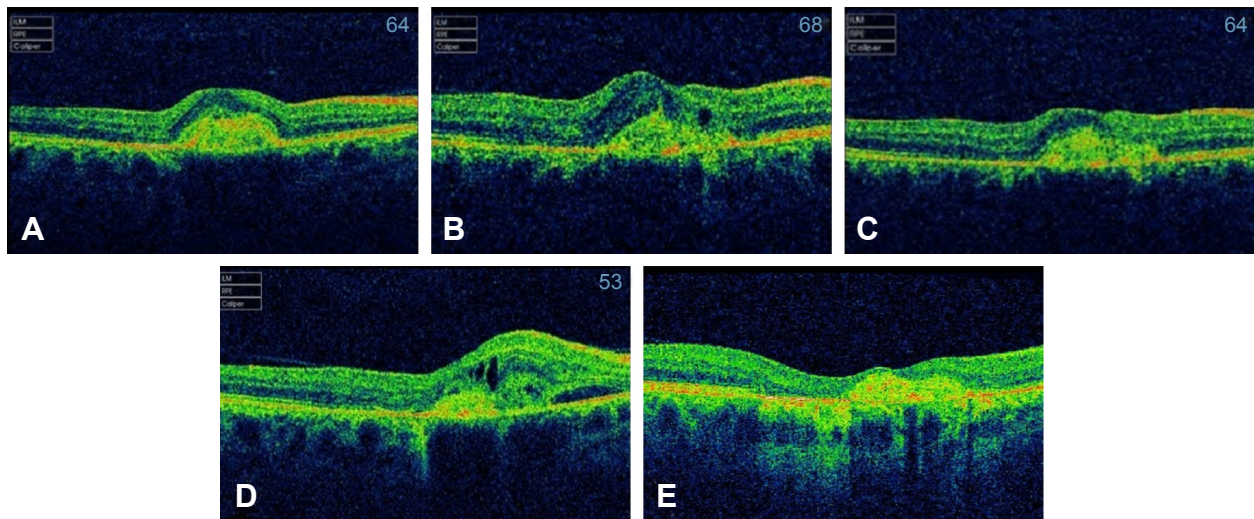 ILM
RPE
Caliper
64
A
ILM
RPE
Caliper
68
B
ILM
RPE
Caliper
64
C
ILM
RPE
Caliper
53
D
E